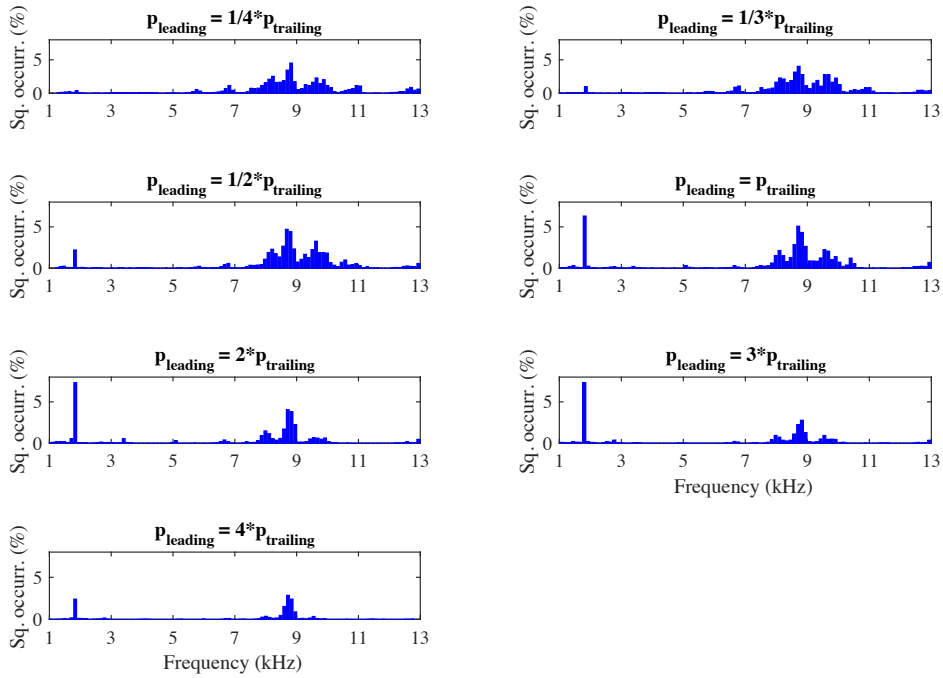 p_leading = 1/4*p_trailing
Sq. occurr. (%)
5
0
1 3 5 7 9 11 13
p_leading = 1/3*p_trailing
Sq. occurr. (%)
5
0
1 3 5 7 9 11 13
p_leading = 1/2*p_trailing
Sq. occurr. (%)
5
0
1 3 5 7 9 11 13
p_leading = p_trailing
Sq. occurr. (%)
5
0
1 3 5 7 9 11 13
p_leading = 2*p_trailing
Sq. occurr. (%)
5
0
1 3 5 7 9 11 13
p_leading = 3*p_trailing
Sq. occurr. (%)
5
0
1 3 5 7 9 11 13
Frequency (kHz)
p_leading = 4*p_trailing
Sq. occurr. (%)
5
0
1 3 5 7 9 11 13
Frequency (kHz)